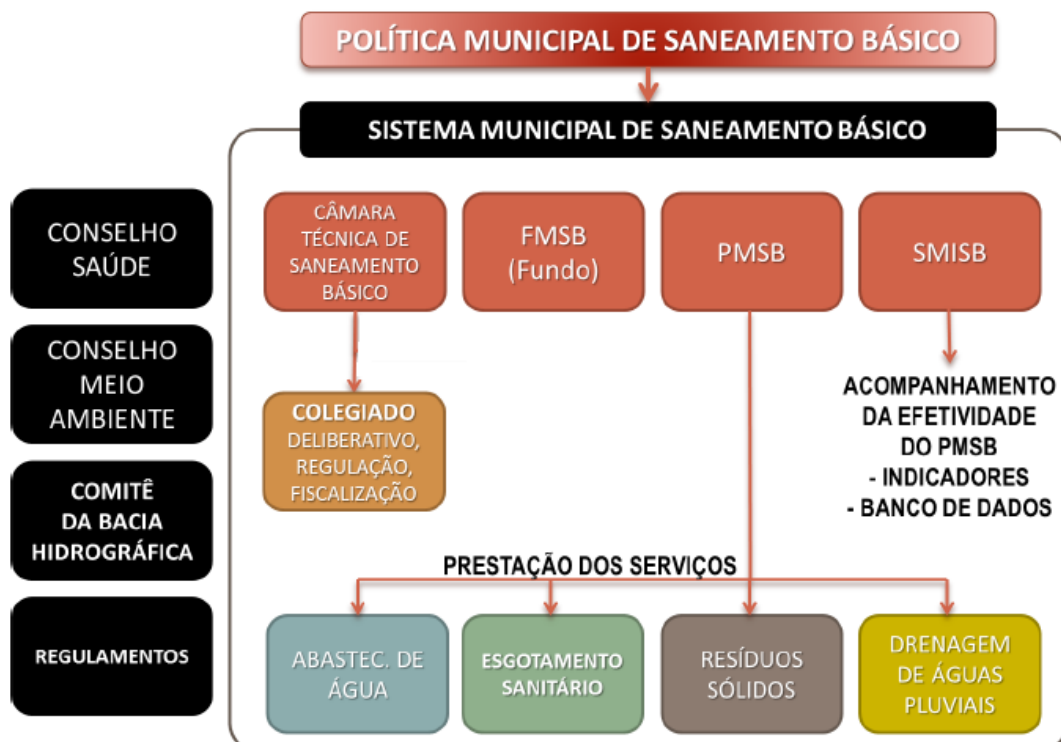 POLÍTICA MUNICIPAL DE SANEAMENTO BÁSICO
SISTEMA MUNICIPAL DE SANEAMENTO BÁSICO
CONSELHO
SAÚDE
CONSELHO
MEIO
AMBIENTE
COMITÊ
DA BACIA
HIDROGRÁFICA
REGULAMENTOS
CÂMARA
TÉCNICA DE
SANEAMENTO
BÁSICO
FMSB
(Fundo)
PMSB
SMISB
COLEGIADO
DELIBERATIVO,
REGULAÇÃO,
FISCALIZAÇÃO
ACOMPANHAMENTO
DA EFETIVIDADE
DO PMSB
- INDICADORES
- BANCO DE DADOS
PRESTAÇÃO DOS SERVIÇOS
ABASTEC. DE
ÁGUA
ESGOTAMENTO
SANITÁRIO
RESÍDUOS
SÓLIDOS
DRENAGEM
DE ÁGUAS
PLUVIAIS